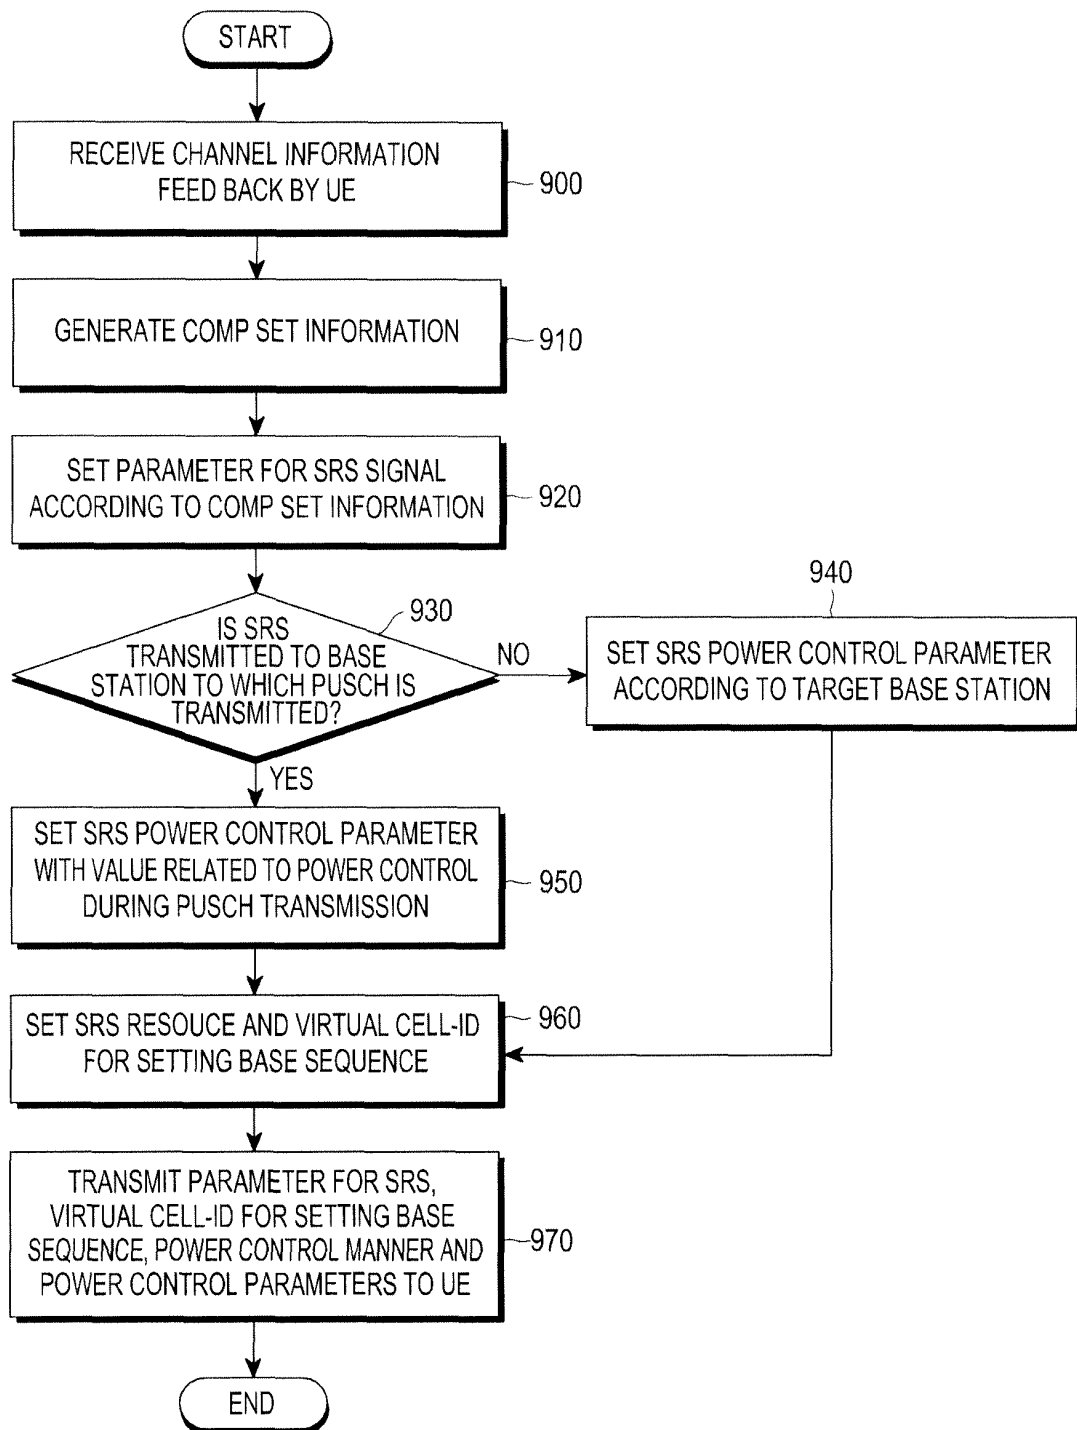 START
RECEIVE CHANNEL INFORMATION
FEED BACK BY UE
900
GENERATE COMP SET INFORMATION
910
SET PARAMETER FOR SRS SIGNAL
ACCORDING TO COMP SET INFORMATION
920
IS SRS
TRANSMITTED TO BASE
STATION TO WHICH PUSCH IS
TRANSMITTED?
930
NO
940
SET SRS POWER CONTROL PARAMETER
ACCORDING TO TARGET BASE STATION
YES
SET SRS POWER CONTROL PARAMETER
WITH VALUE RELATED TO POWER CONTROL
DURING PUSCH TRANSMISSION
950
SET SRS RESOUCE AND VIRTUAL CELL-ID
FOR SETTING BASE SEQUENCE
960
TRANSMIT PARAMETER FOR SRS,
VIRTUAL CELL-ID FOR SETTING BASE
SEQUENCE, POWER CONTROL MANNER AND
POWER CONTROL PARAMETERS TO UE
970
END